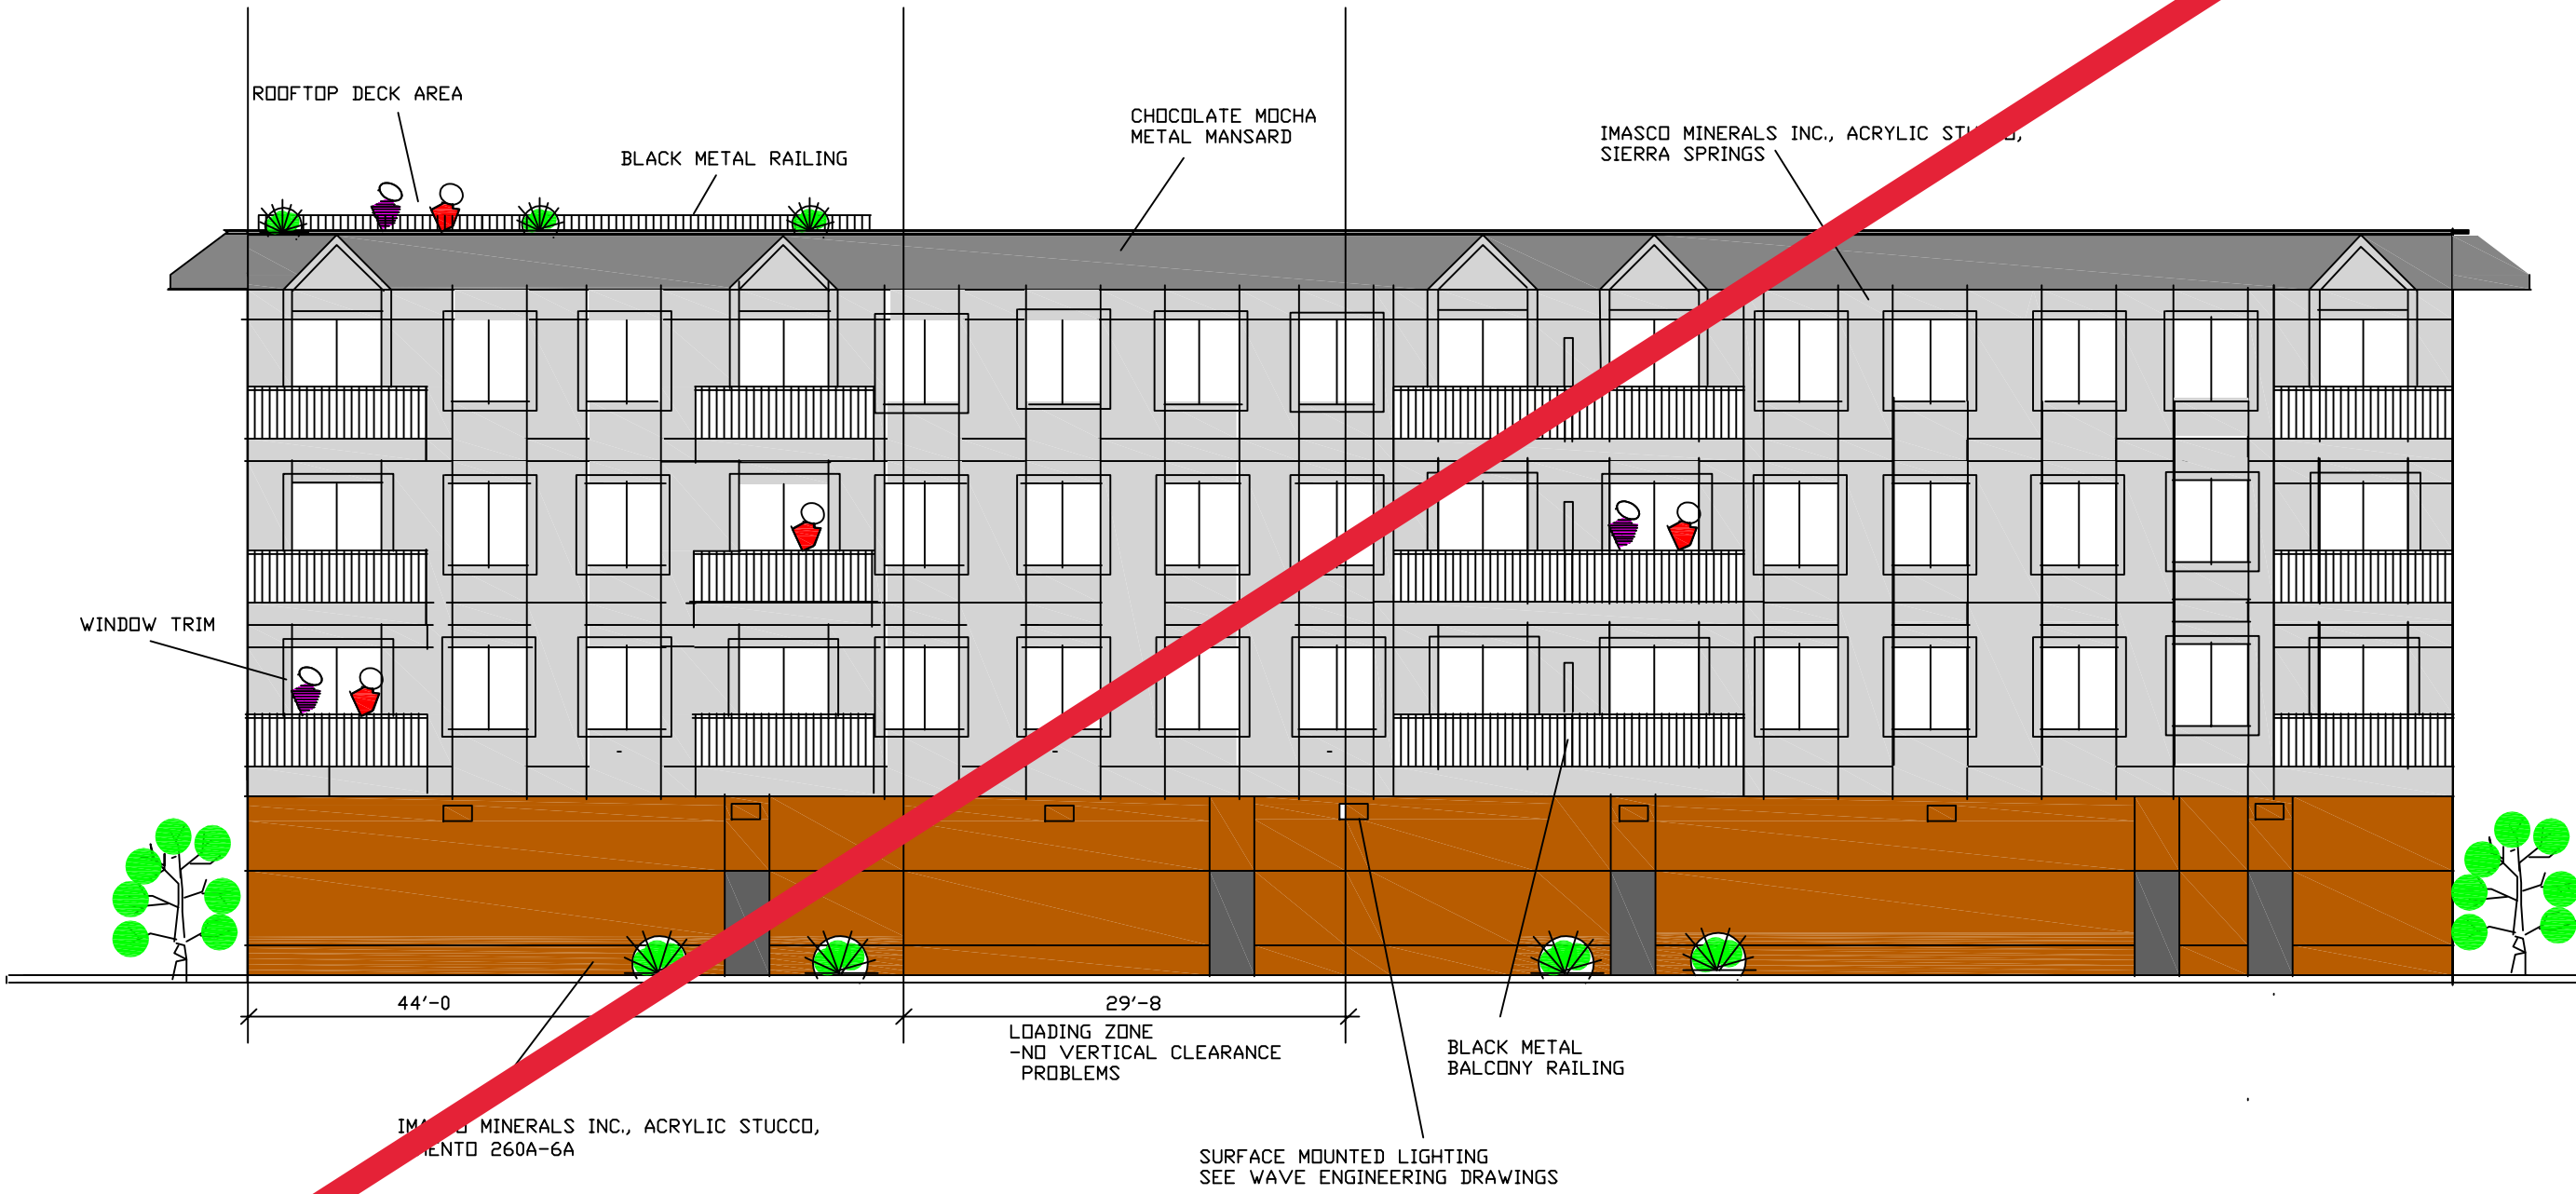 ROOFTOP DECK AREA
BLACK METAL RAILING
CHOCOLATE MOCHA
METAL MANSARD
IMASCO MINERALS INC., ACRYLIC
SIERRA SPRINGS
WINDOW TRIM
44'-0
29'-8
LOADING ZONE
-NO VERTICAL CLEARANCE
PROBLEMS
BLACK METAL
BALCONY RAILING
MINERALS INC., ACRYLIC STUCCO,
260A-6A
SURFACE MOUNTED LIGHTING
SEE WAVE ENGINEERING DRAWINGS